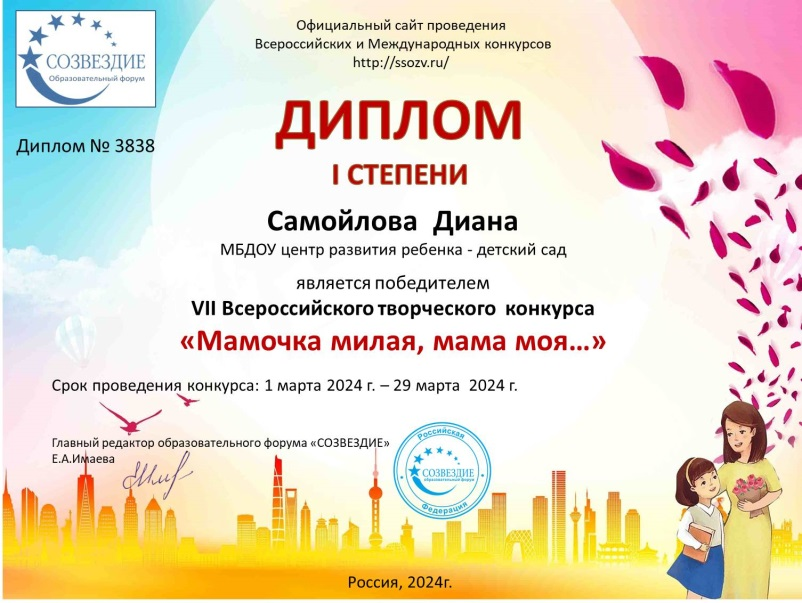 СОЗВЕЗДИЕ
Образовательный форум
Официальный сайт проведения
Всероссийских и Международных конкурсов
http://ssozv.ru/
Диплом № 3838
ДИПЛОМ
I СТЕПЕНИ
Самойлова Диана
МБДОУ центр развития ребенка - детский сад
является победителем
VII Всероссийского творческого конкурса
«Мамочка милая, мама моя…»
Срок проведения конкурса: 1 марта 2024 г. – 29 марта 2024 г.
Главный редактор образовательного форума «СОЗВЕЗДИЕ»
Е.А.Имаева
Российская
СОЗВЕЗДИЕ
образовательный форум
Федерация
Россия, 2024г.